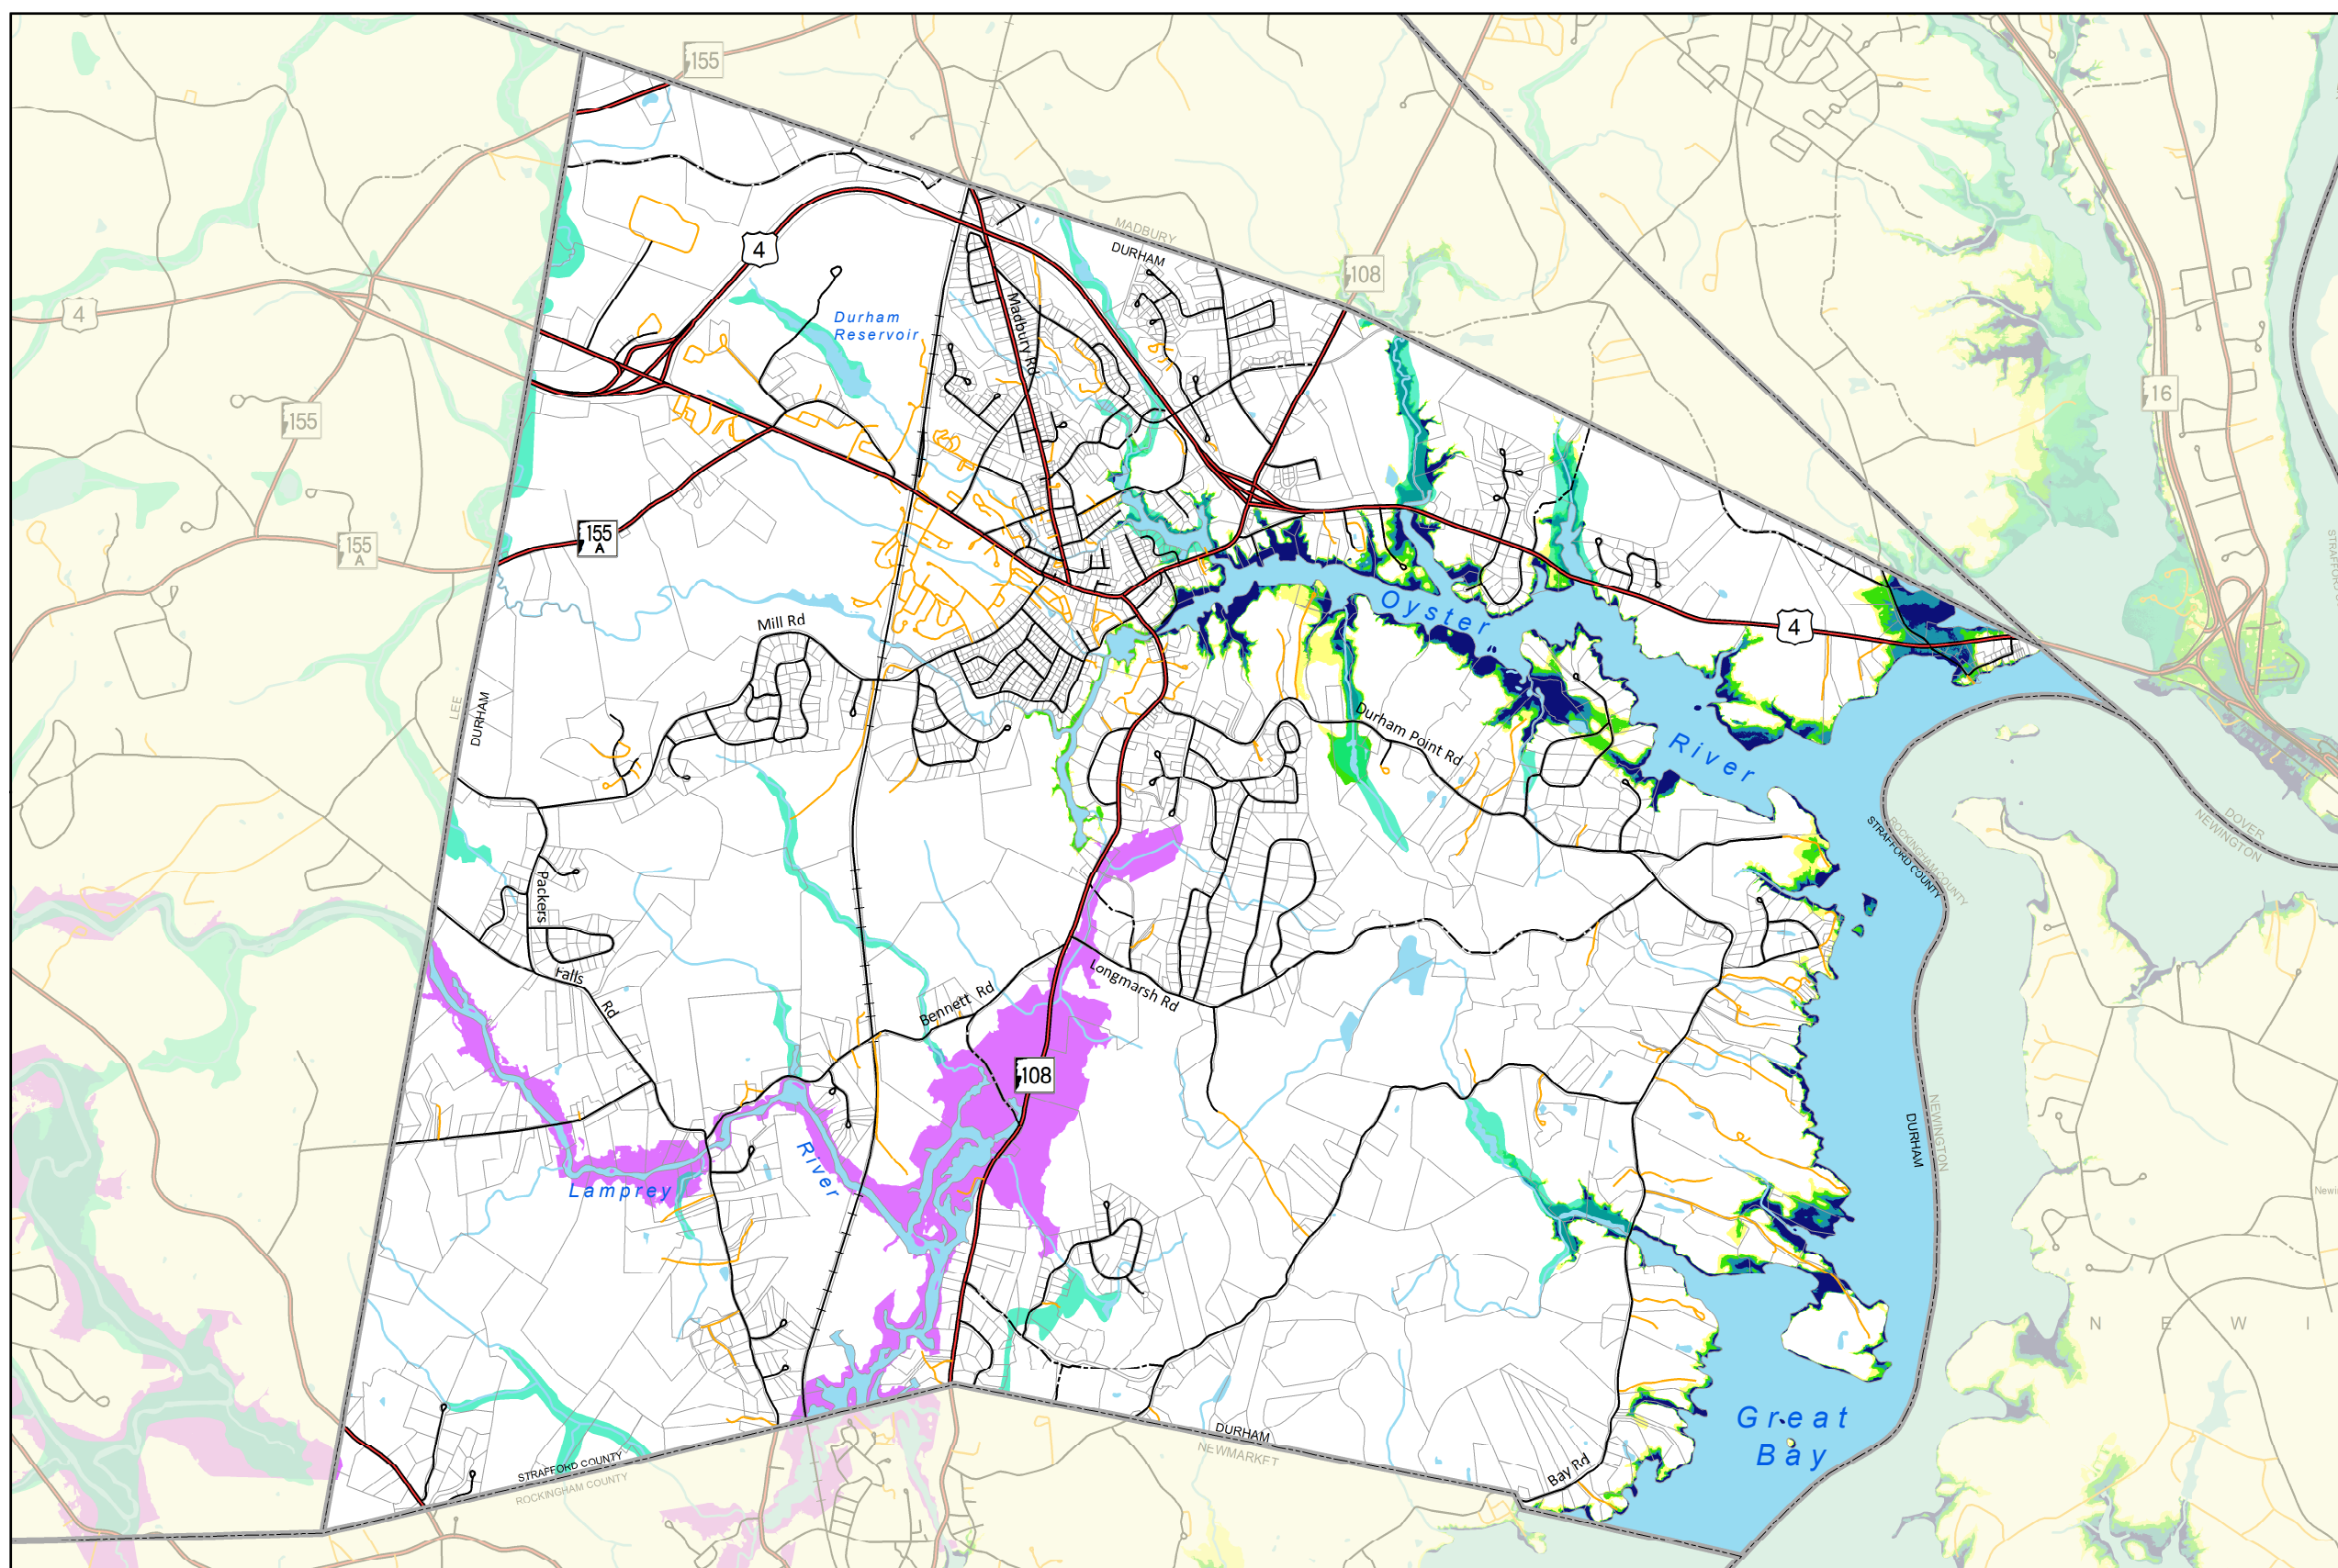 155
MADBURY
DURHAM
4
108
4
Durham
Reservoir
Madbury Rd
16
155
155
A
155
A
Oyster
4
Mill Rd
LEE
DURHAM
Durham Point Rd
River
DOVER
NEWINGTON
ROCKINGHAM COUNTY
STRAFFORD COUNTY
Packers
Falls
Rd
Longmarsh Rd
Bennett Rd
108
DURHAM
NEWINGTON
Lamprey
River
NEWI
Great
Bay
DURHAM
NEWMARKET
Bay Rd
STRAFFORD COUNTY
ROCKINGHAM COUNTY